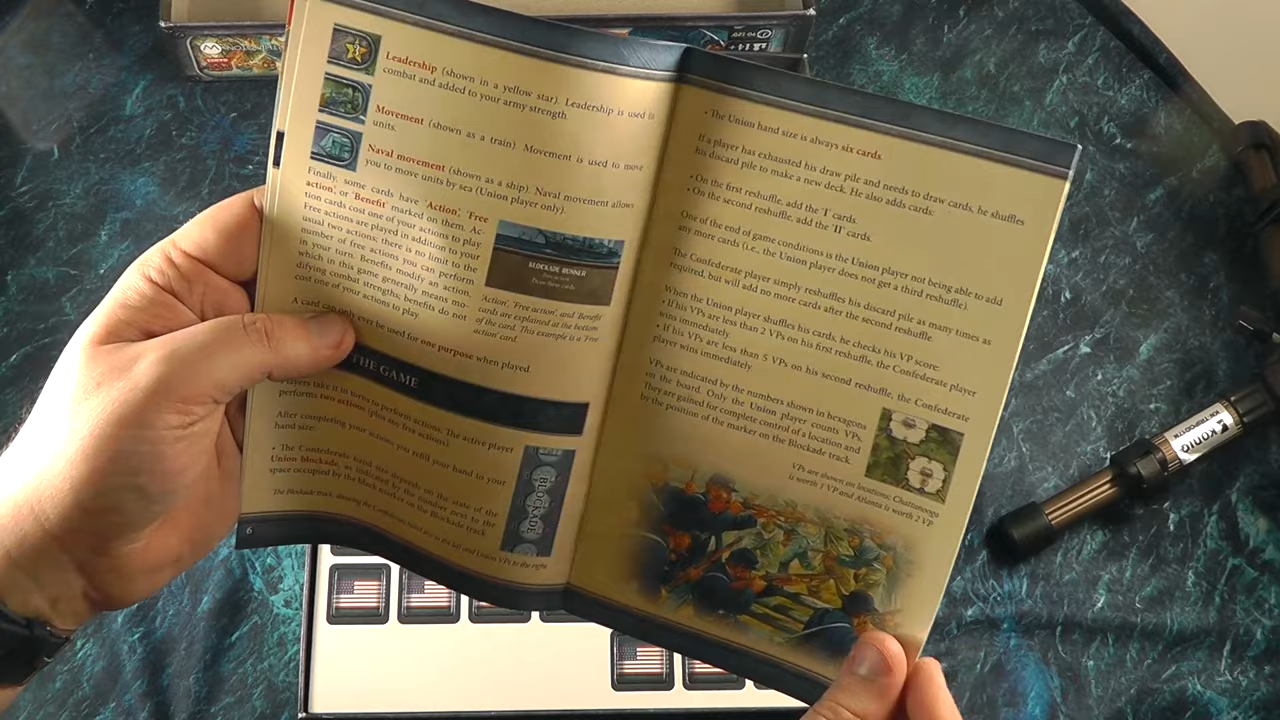 Leadership (shown in a yellow star). Leadership is used in
combat and added to your army strength.
Movement (shown as a train). Movement is used to move
units.
Naval movement (shown as a ship). Naval movement allows
you to move units by sea (Union player only).
Finally, some cards have 'Action', 'Free
action', or 'Benefit' marked on them. Ac-
tion cards cost one of your actions to play.
Free actions are played in addition to your
usual two actions; there is no limit to the
number of free actions you can perform
in your turn. Benefits modify an action,
which in this game generally means mo-
difying combat strengths; benefits do not
cost one of your actions to play.
BLOCKADE RUNNER
Free action
Draw three cards
'Action', 'Free action', and 'Benefit'
cards are explained at the bottom
of the card. This example is a 'Free
action' card.
A card can only ever be used for one purpose when played.
THE GAME
Players take it in turns to perform actions. The active player
performs two actions (plus any free actions).
After completing your actions you refill your hand to your
hand size:
• The Confederate hand size depends on the state of the
Union blockade, as indicated by the number next to the
space occupied by the black marker on the Blockade track.
BLOCKADE
The Blockade track, showing the Confederate hand size to the left and Union VPs to the right
6
• The Union hand size is always six cards.
If a player has exhausted his draw pile and needs to draw cards, he shuffles
his discard pile to make a new deck. He also adds cards:
• On the first reshuffle, add the 'I' cards.
• On the second reshuffle, add the 'II' cards.
One of the end of game conditions is the Union player not being able to add
any more cards (i.e., the Union player does not get a third reshuffle).
The Confederate player simply reshuffles his discard pile as many times as
required, but will add no more cards after the second reshuffle.
When the Union player shuffles his cards, he checks his VP score:
• If his VPs are less than 2 VPs on his first reshuffle, the Confederate player
wins immediately.
• If his VPs are less than 5 VPs on his second reshuffle, the Confederate
player wins immediately.
VPs are indicated by the numbers shown in hexagons
on the board. Only the Union player counts VPs.
They are gained for complete control of a location and
by the position of the marker on the Blockade track.
VPs are shown on locations: Chattanooga
is worth 1 VP and Atlanta is worth 2 VP
KONIQ